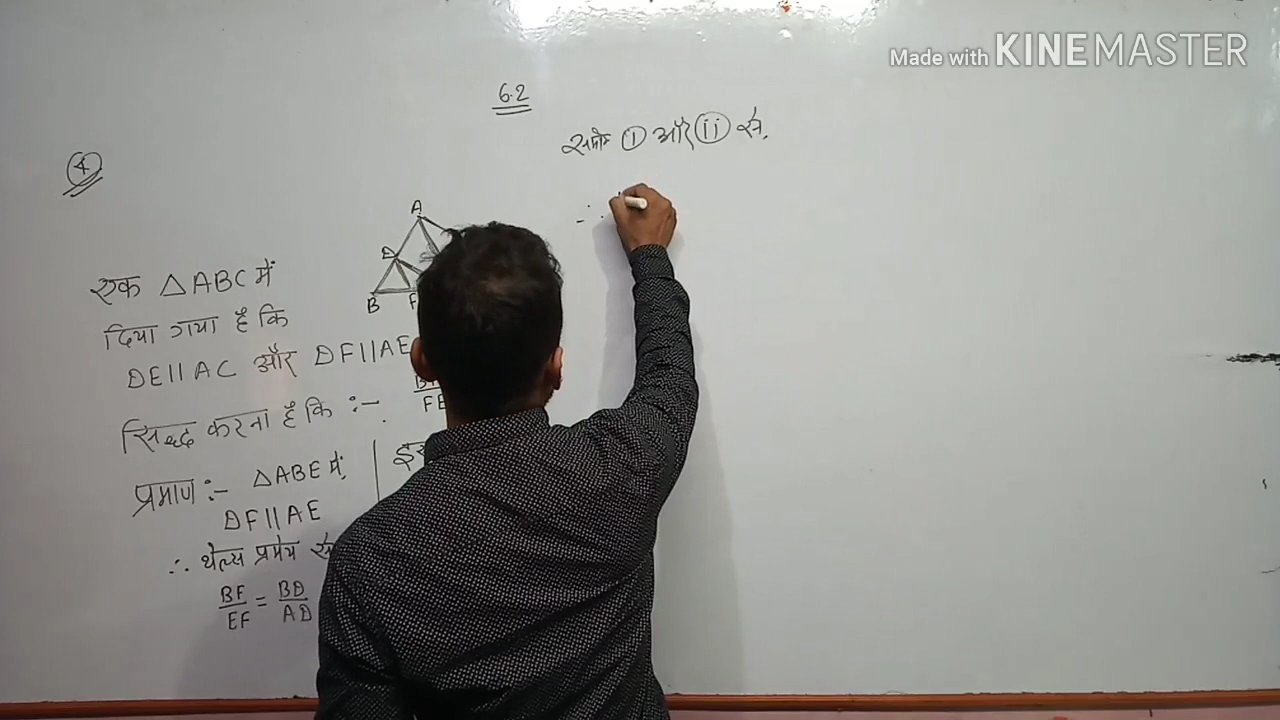 Made with KINEMASTER
6.2
4
समी० (i) और (ii) से,
A
D
B
F
एक △ABC में
दिया गया है कि
DE||AC और DF||AE
सिद्ध करना है कि :-
FE
प्रमाण :- △ABE में,
DF||AE
∴ थेल्स प्रमेय से
BF/EF = BD/AD